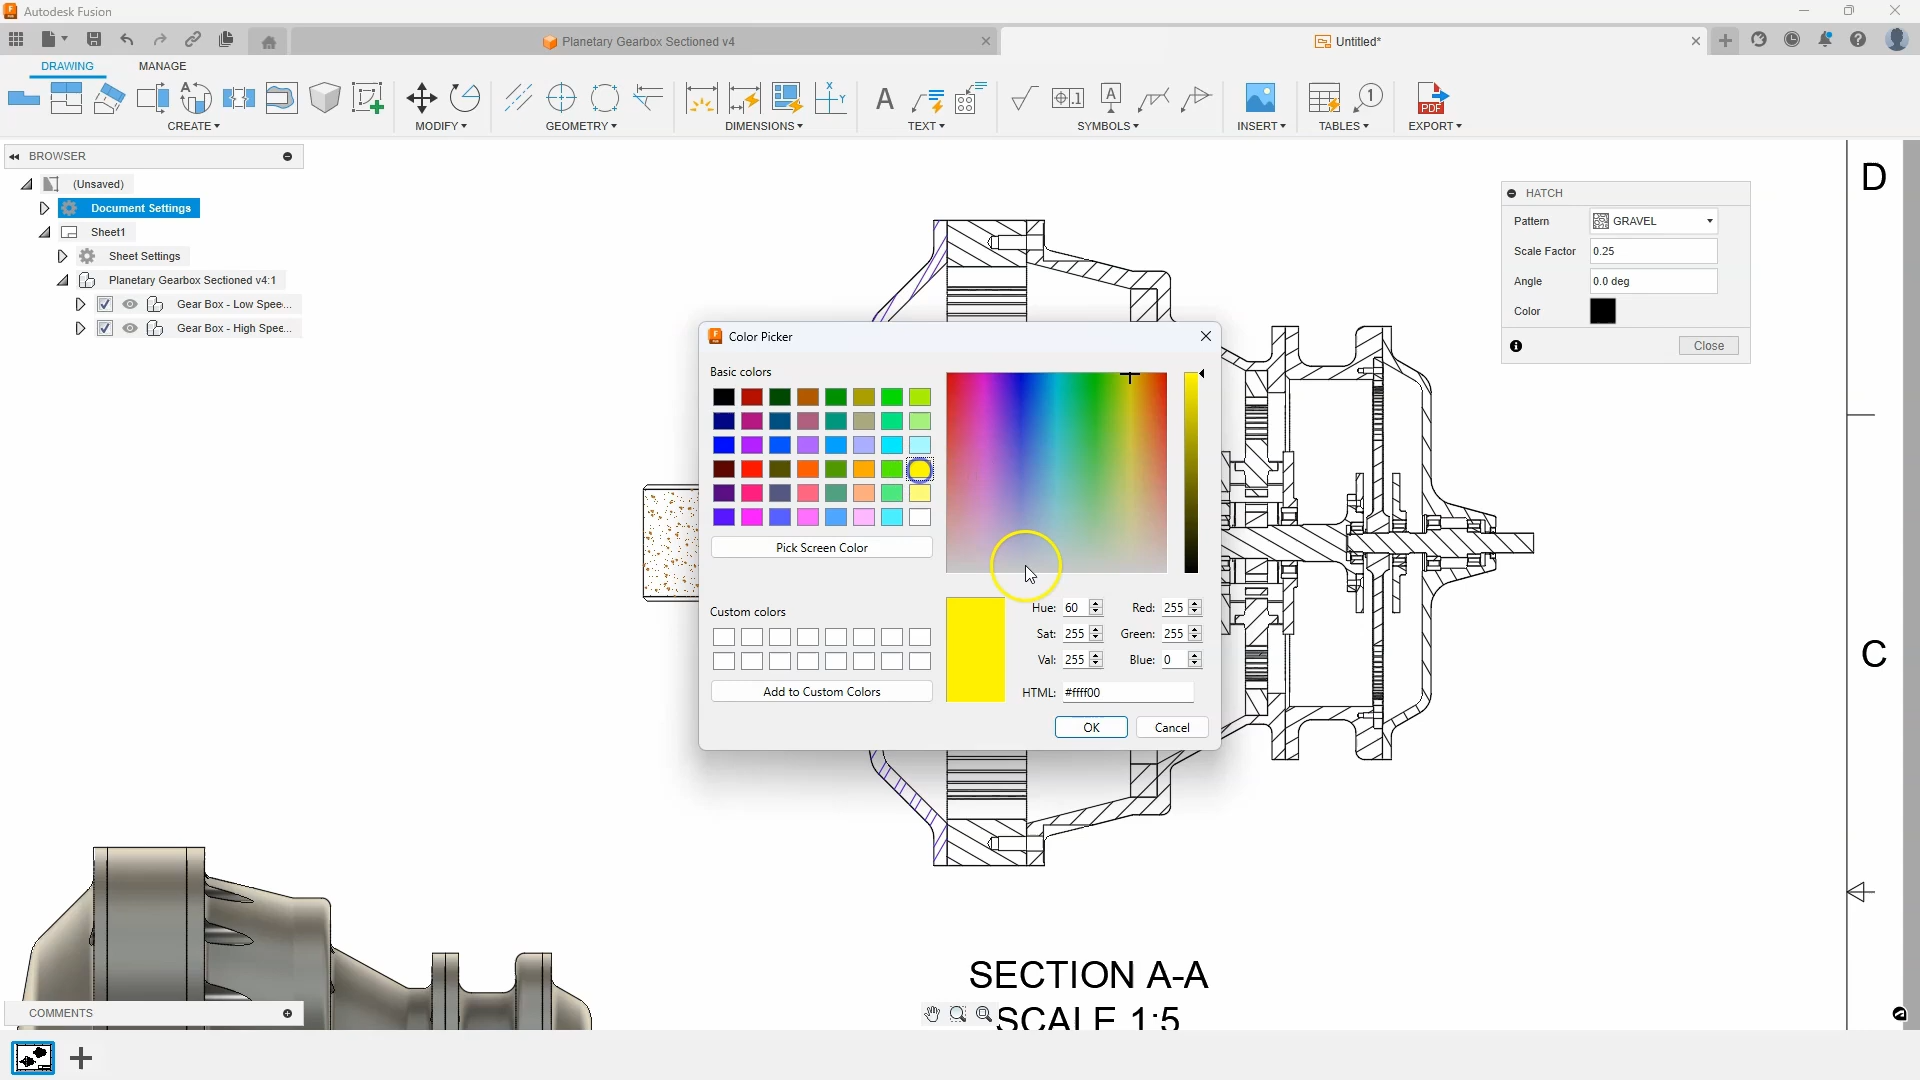 Autodesk Fusion
Planetary Gearbox Sectioned v4
Untitled*
DRAWING
MANAGE
CREATE
MODIFY
GEOMETRY
DIMENSIONS
TEXT
SYMBOLS
INSERT
TABLES
EXPORT
BROWSER
(Unsaved)
Document Settings
Sheet1
Sheet Settings
Planetary Gearbox Sectioned v4:1
Gear Box - Low Spee...
Gear Box - High Spee...
HATCH
Pattern
GRAVEL
Scale Factor
0.25
Angle
0.0 deg
Color
Close
Color Picker
Basic colors
Pick Screen Color
Custom colors
Add to Custom Colors
Hue: 60
Red: 255
Sat: 255
Green: 255
Val: 255
Blue: 0
HTML: #ffff00
OK
Cancel
D
C
SECTION A-A
SCALE 1:5
COMMENTS